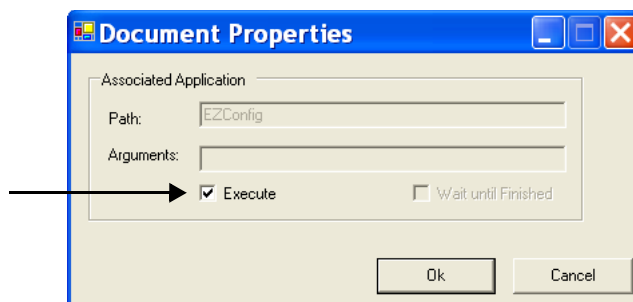 Document Properties
Associated Application
Path: EZConfig
Arguments:
Execute Wait until Finished
Ok Cancel